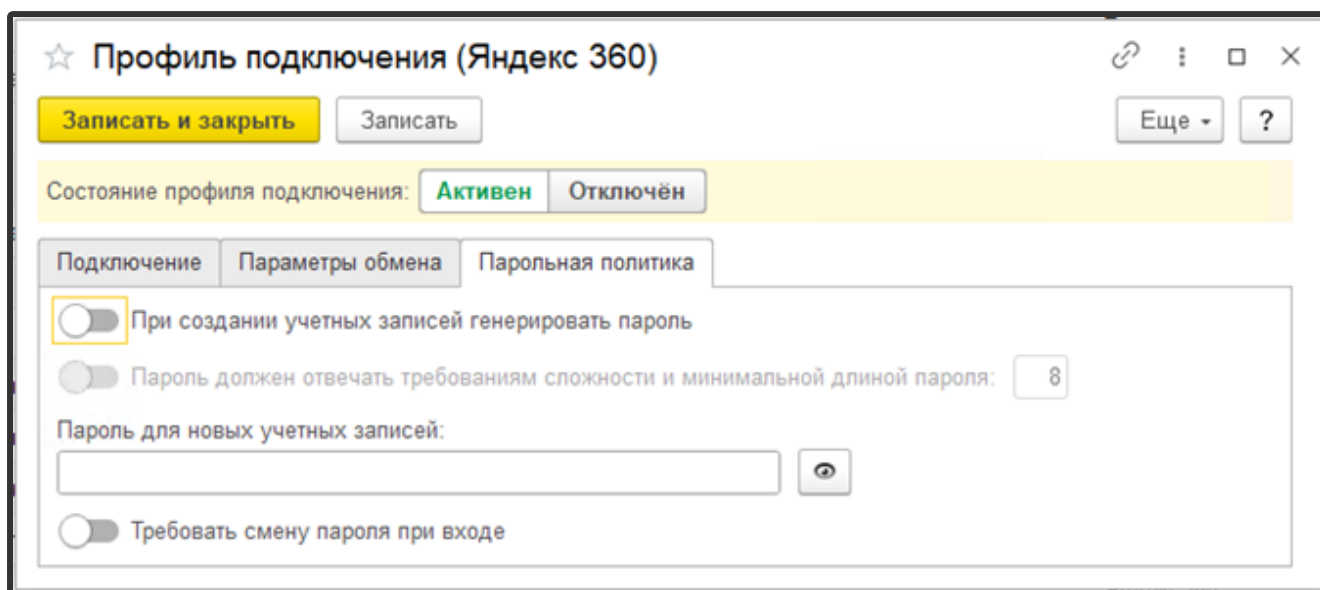 Профиль подключения (Яндекс 360)
Записать и закрыть Записать Еще ?
Состояние профиля подключения: Активен Отключён
Подключение Параметры обмена Парольная политика
При создании учетных записей генерировать пароль
Пароль должен отвечать требованиям сложности и минимальной длиной пароля: 8
Пароль для новых учетных записей:
Требовать смену пароля при входе